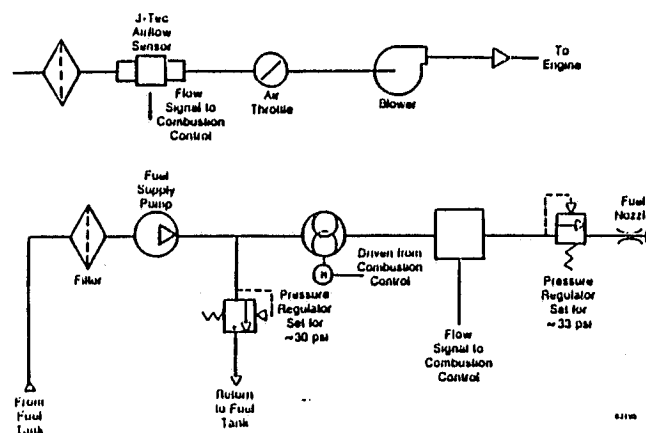 J-Tec
Airflow
Sensor
Flow
Signal to
Combustion
Control
Air
Throttle
Blower
To
Engine
Fuel
Supply
Pump
Filter
M
Driven from
Combustion
Control
Pressure
Regulator
Set for
~30 psi
Flow
Signal to
Combustion
Control
Fuel
Nozzle
Pressure
Regulator
Set for
~33 psi
From
Fuel
Tank
Return
to Fuel
Tank